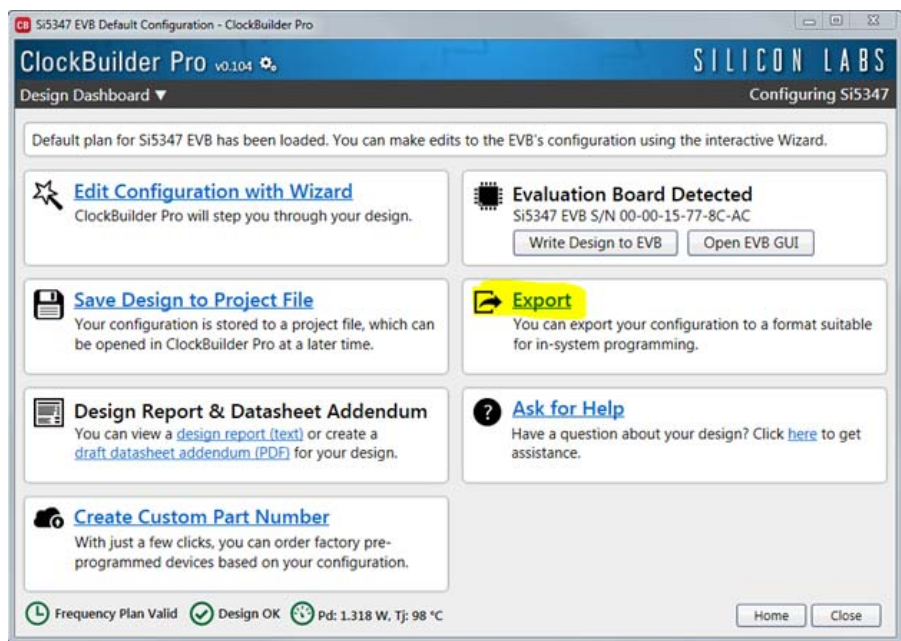 CB Si5347 EVB Default Configuration - ClockBuilder Pro
ClockBuilder Pro v0.104
SILICON LABS
Design Dashboard ▼
Configuring Si5347
Default plan for Si5347 EVB has been loaded. You can make edits to the EVB's configuration using the interactive Wizard.
Edit Configuration with Wizard
ClockBuilder Pro will step you through your design.
Evaluation Board Detected
Si5347 EVB S/N 00-00-15-77-8C-AC
Write Design to EVB
Open EVB GUI
Save Design to Project File
Your configuration is stored to a project file, which can
be opened in ClockBuilder Pro at a later time.
Export
You can export your configuration to a format suitable
for in-system programming.
Design Report & Datasheet Addendum
You can view a design report (text) or create a
draft datasheet addendum (PDF) for your design.
? Ask for Help
Have a question about your design? Click here to get
assistance.
Create Custom Part Number
With just a few clicks, you can order factory pre-
programmed devices based on your configuration.
Frequency Plan Valid
Design OK
Pd: 1.318 W, Tj: 98 °C
Home
Close